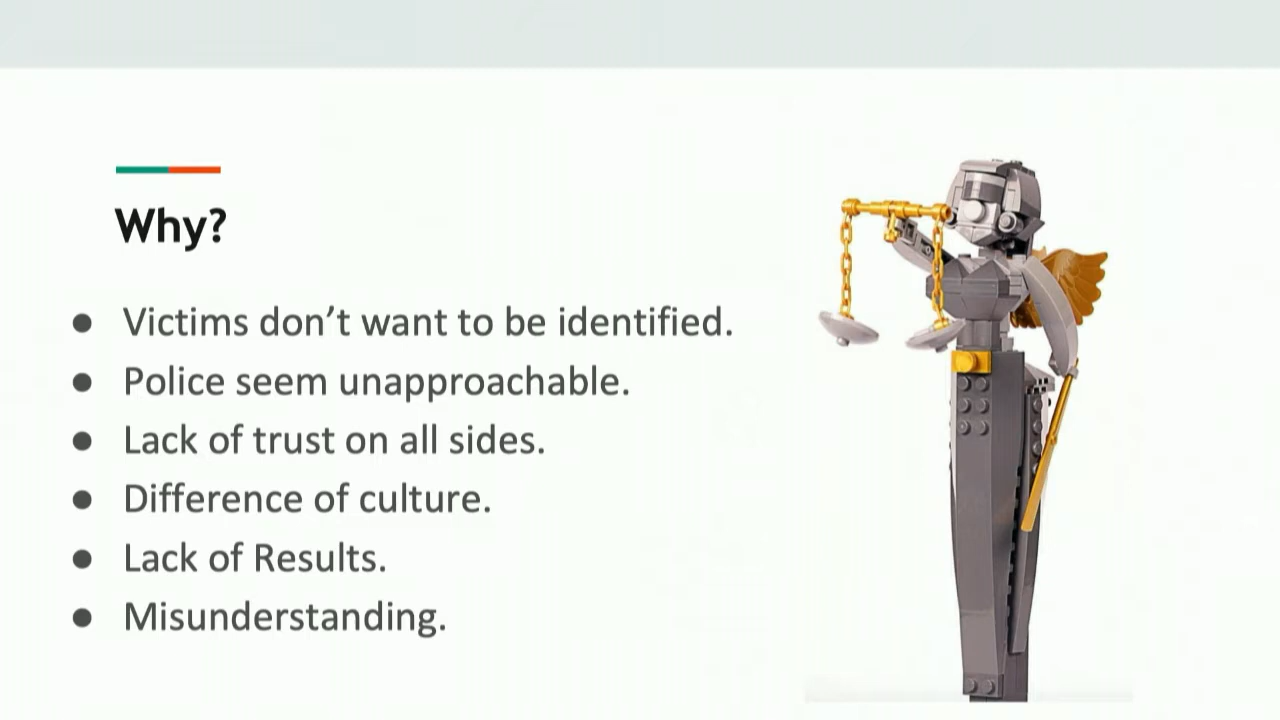 Why?
● Victims don’t want to be identified.
● Police seem unapproachable.
● Lack of trust on all sides.
● Difference of culture.
● Lack of Results.
● Misunderstanding.